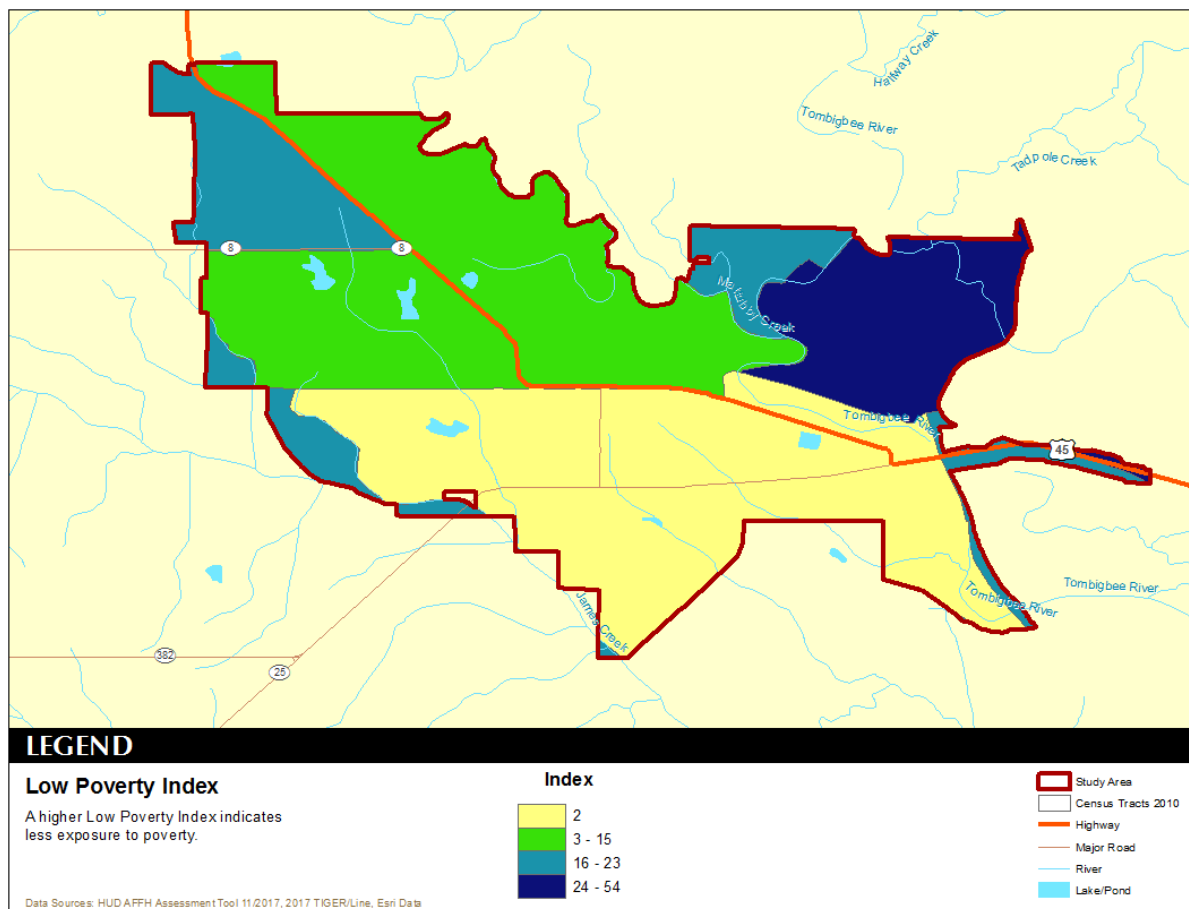 Halfway Creek
Tombigbee River
Tadpole Creek
8
8
Matubby Creek
Tombigbee River
45
Tombigbee River
Tombigbee River
James Creek
382
25
LEGEND
Low Poverty Index
A higher Low Poverty Index indicates
less exposure to poverty.
Index
2
3 - 15
16 - 23
24 - 54
Study Area
Census Tracts 2010
Highway
Major Road
River
Lake/Pond
Data Sources: HUD AFFH Assessment Tool 11/2017, 2017 TIGER/Line, Esri Data